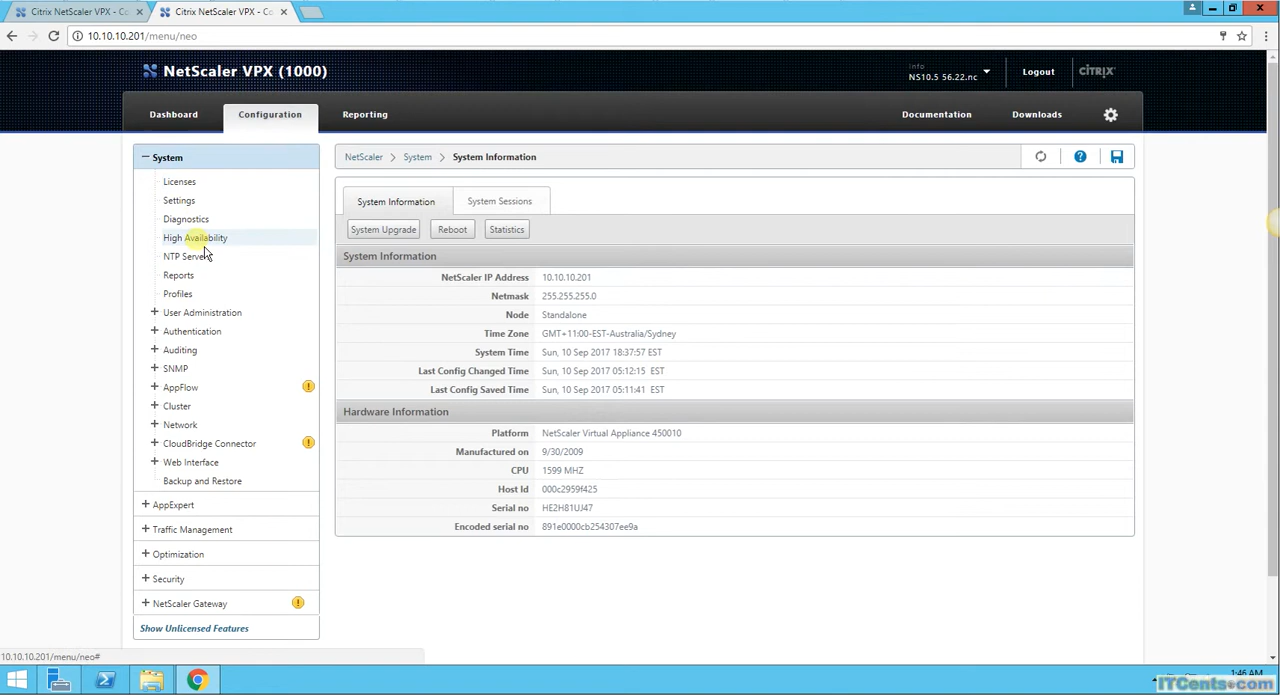 Citrix NetScaler VPX - Co
Citrix NetScaler VPX - Co
10.10.10.201/menu/neo
NetScaler VPX (1000)
Info
NS10.5 56.22.nc
Logout
CİTRIX
Dashboard
Configuration
Reporting
Documentation
Downloads
System
Licenses
Settings
Diagnostics
High Availability
NTP Servers
Reports
Profiles
User Administration
Authentication
Auditing
SNMP
AppFlow
Cluster
Network
CloudBridge Connector
Web Interface
Backup and Restore
AppExpert
Traffic Management
Optimization
Security
NetScaler Gateway
Show Unlicensed Features
NetScaler > System > System Information
System Information
System Sessions
System Upgrade
Reboot
Statistics
System Information
NetScaler IP Address 10.10.10.201
Netmask 255.255.255.0
Node Standalone
Time Zone GMT+11:00-EST-Australia/Sydney
System Time Sun, 10 Sep 2017 18:37:57 EST
Last Config Changed Time Sun, 10 Sep 2017 05:12:15 EST
Last Config Saved Time Sun, 10 Sep 2017 05:11:41 EST
Hardware Information
Platform NetScaler Virtual Appliance 450010
Manufactured on 9/30/2009
CPU 1599 MHZ
Host Id 000c2959f425
Serial no HE2H81UJ47
Encoded serial no 891e0000cb254307ee9a
10.10.10.201/menu/neo#
1:46 AM
ITCents.com